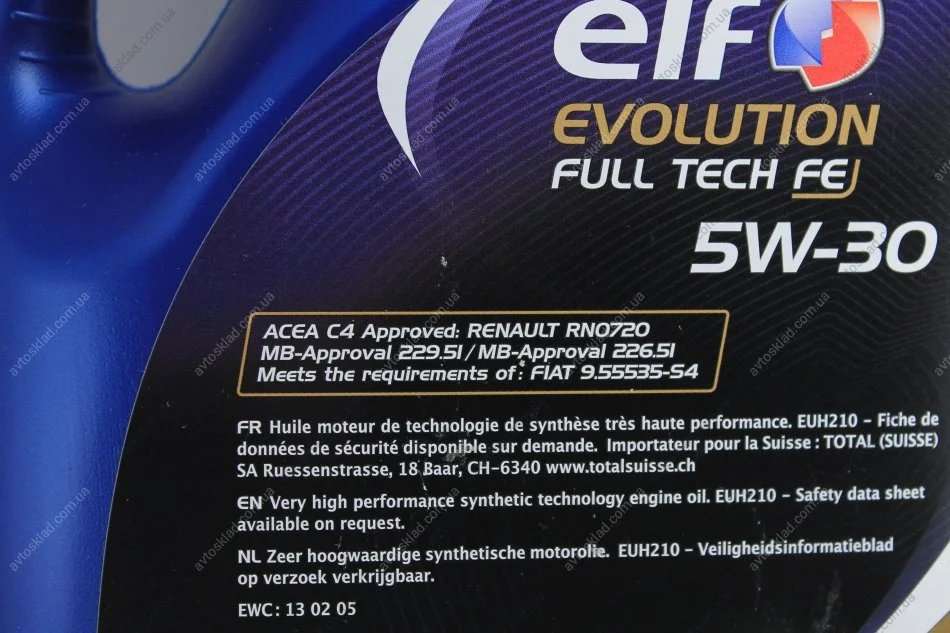 elf
EVOLUTION
FULL TECH FE
5W-30
ACEA C4 Approved: RENAULT RN0720
MB-Approval 229.51 / MB-Approval 226.51
Meets the requirements of: FIAT 9.55535-S4
FR Huile moteur de technologie de synthèse très haute performance. EUH210 - Fiche de
données de sécurité disponible sur demande. Importateur pour la Suisse : TOTAL (SUISSE)
SA Ruessenstrasse, 18 Baar, CH-6340 www.totalsuisse.ch
EN Very high performance synthetic technology engine oil. EUH210 - Safety data sheet
available on request.
NL Zeer hoogwaardige synthetische motorolie. EUH210 - Veiligheidsinformatieblad
op verzoek verkrijgbaar.
EWC: 13 02 05
avtosklad.com.ua